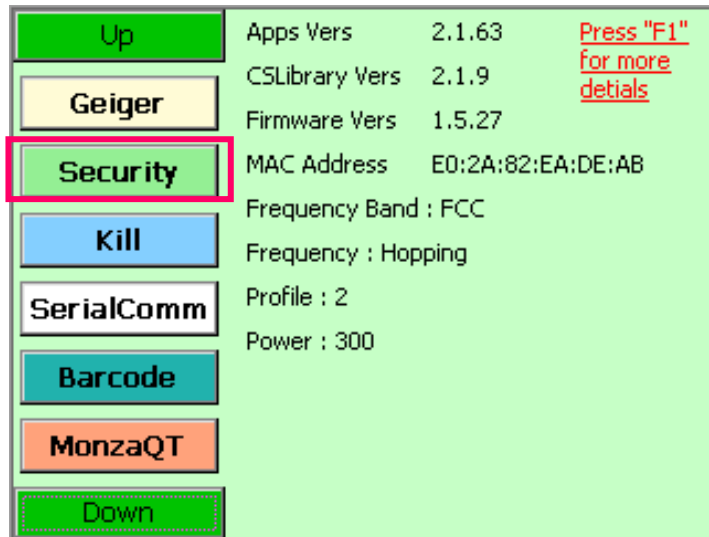 Up
Geiger
Security
Kill
SerialComm
Barcode
MonzaQT
Down
Apps Vers 2.1.63
CSLibrary Vers 2.1.9
Firmware Vers 1.5.27
MAC Address E0:2A:82:EA:DE:AB
Frequency Band : FCC
Frequency : Hopping
Profile : 2
Power : 300
Press "F1"
for more
detials